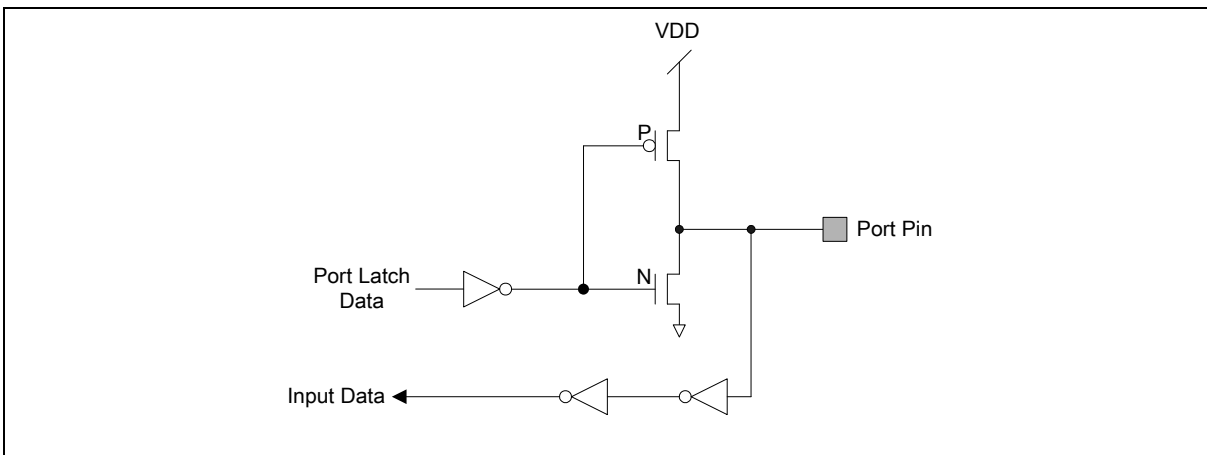 VDD
P
Port Pin
N
Port Latch
Data
Input Data